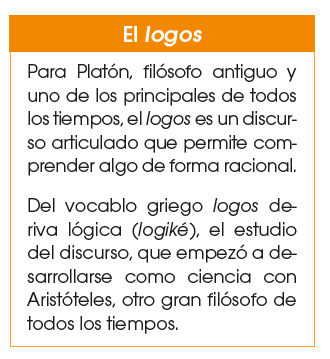 El logos
Para Platón, filósofo antiguo y
uno de los principales de todos
los tiempos, el logos es un discur-
so articulado que permite com-
prender algo de forma racional.
Del vocablo griego logos de-
riva lógica (logiké), el estudio
del discurso, que empezó a de-
sarrollarse como ciencia con
Aristóteles, otro gran filósofo de
todos los tiempos.